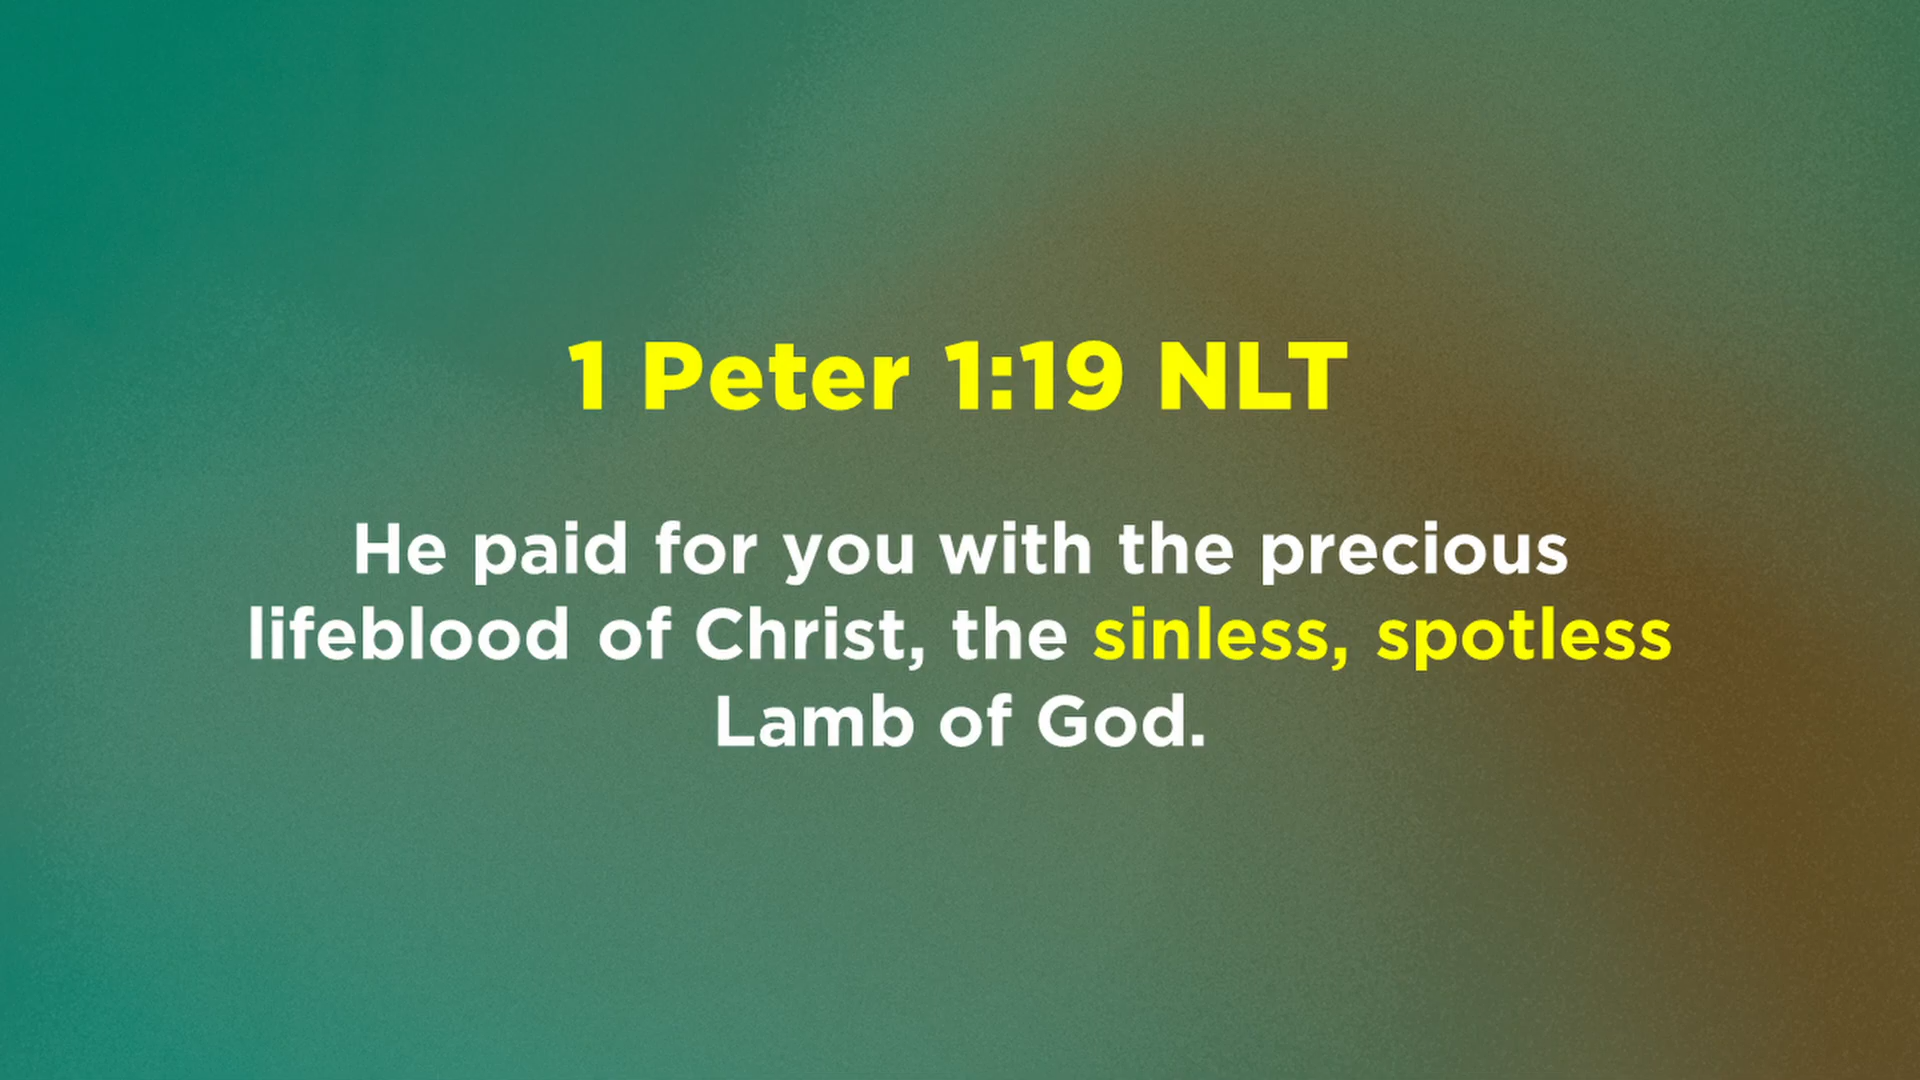 1 Peter 1:19 NLT
He paid for you with the precious
lifeblood of Christ, the sinless, spotless
Lamb of God.